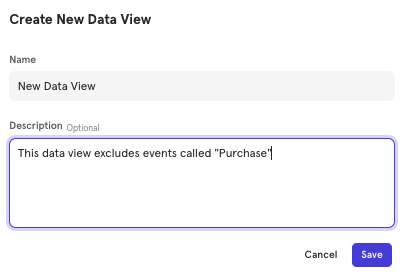 Create New Data View
Name
New Data View
Description Optional
This data view excludes events called "Purchase"
Cancel Save